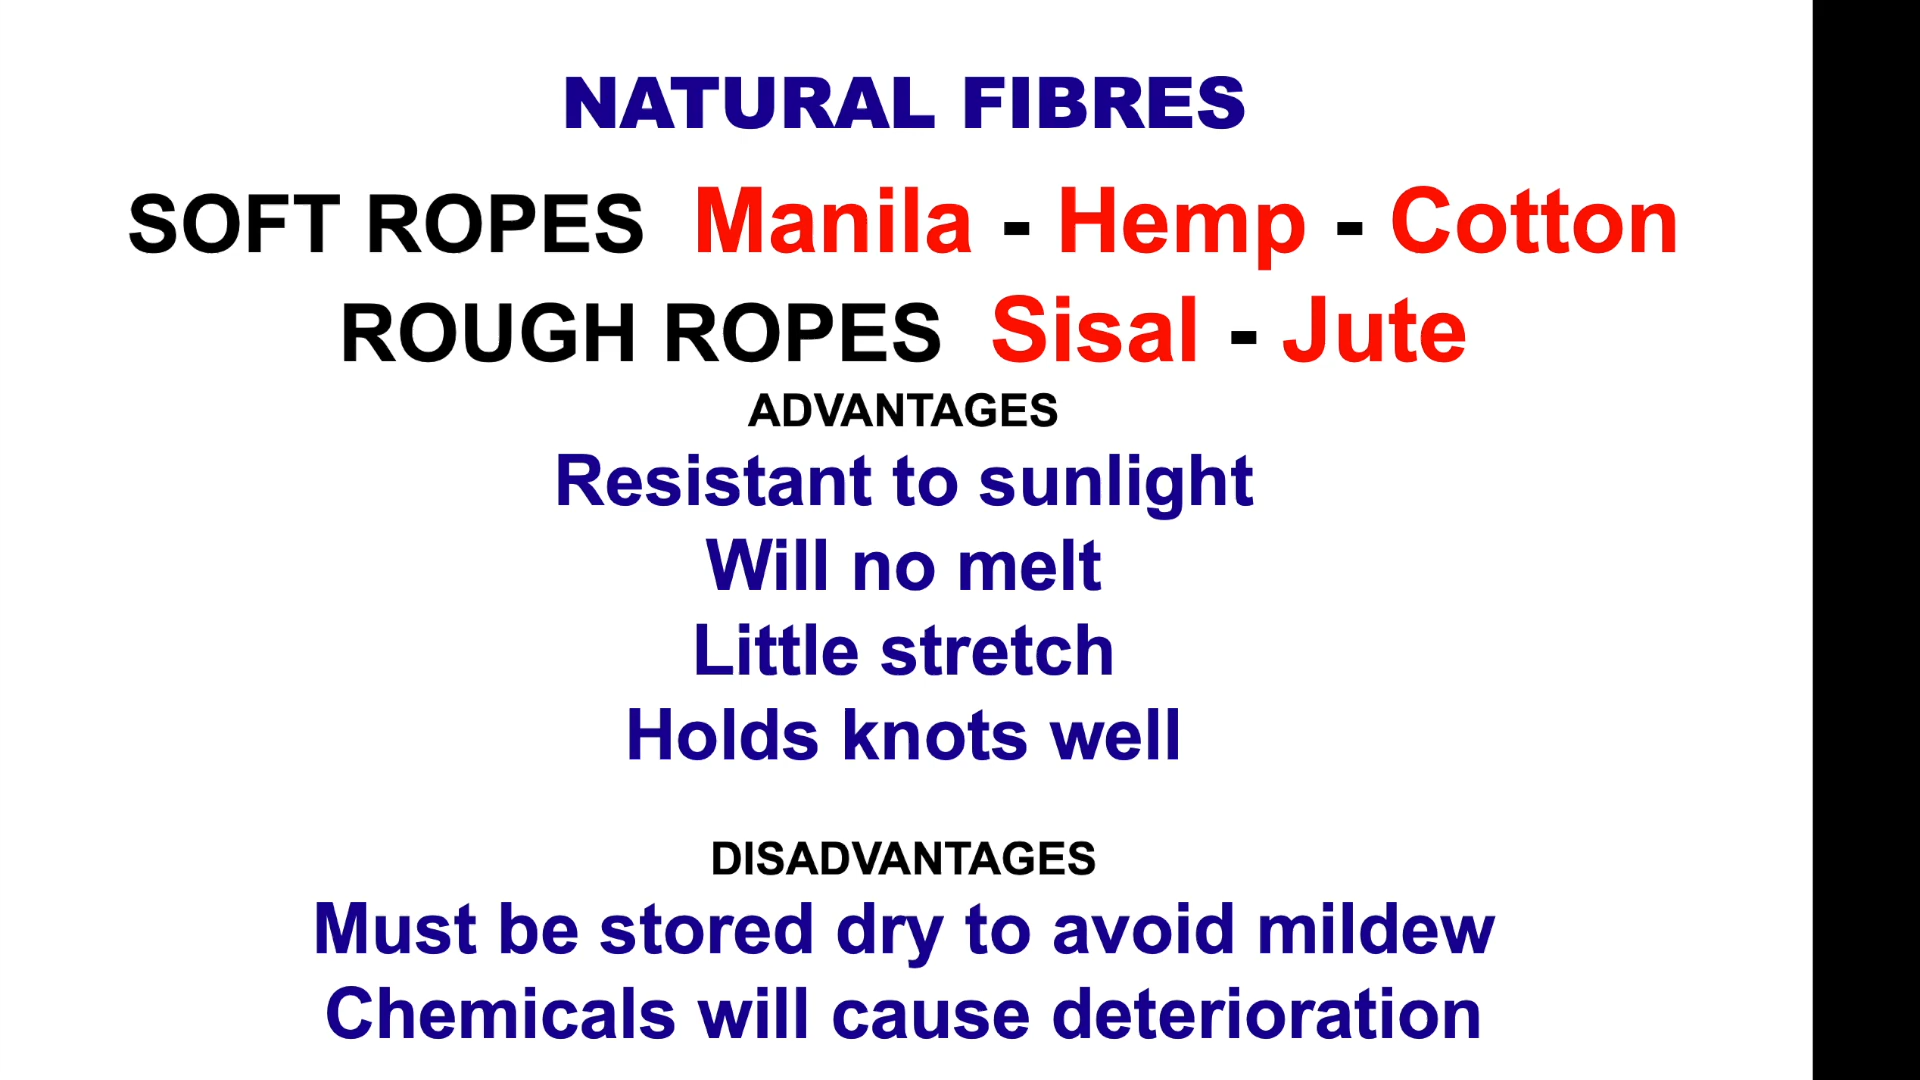 NATURAL FIBRES
SOFT ROPES Manila - Hemp - Cotton
ROUGH ROPES Sisal - Jute
ADVANTAGES
Resistant to sunlight
Will no melt
Little stretch
Holds knots well
DISADVANTAGES
Must be stored dry to avoid mildew
Chemicals will cause deterioration